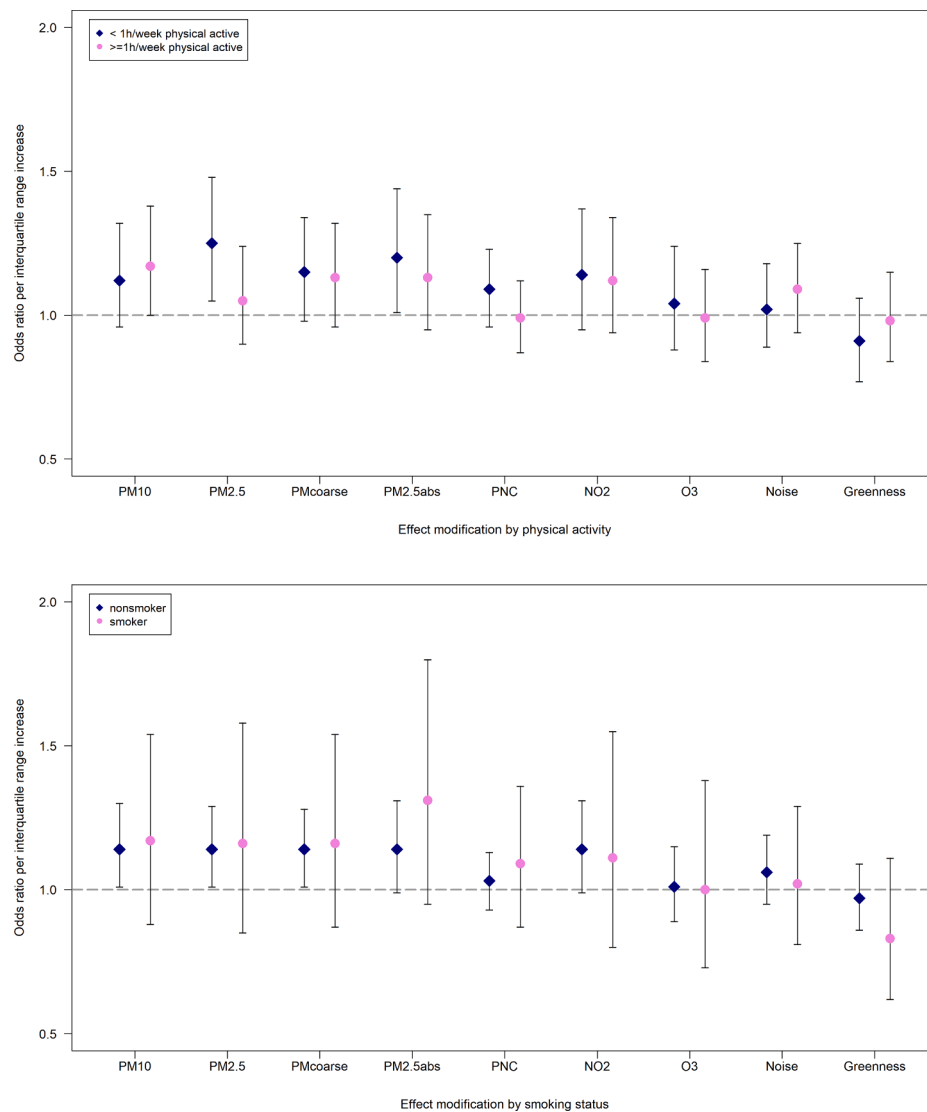 2.0
< 1h/week physical active
>=1h/week physical active
1.5
Odds ratio per interquartile range increase
1.0
0.5
PM10 PM2.5 PMcoarse PM2.5abs PNC NO2 O3 Noise Greenness
Effect modification by physical activity
2.0
nonsmoker
smoker
1.5
Odds ratio per interquartile range increase
1.0
0.5
PM10 PM2.5 PMcoarse PM2.5abs PNC NO2 O3 Noise Greenness
Effect modification by smoking status